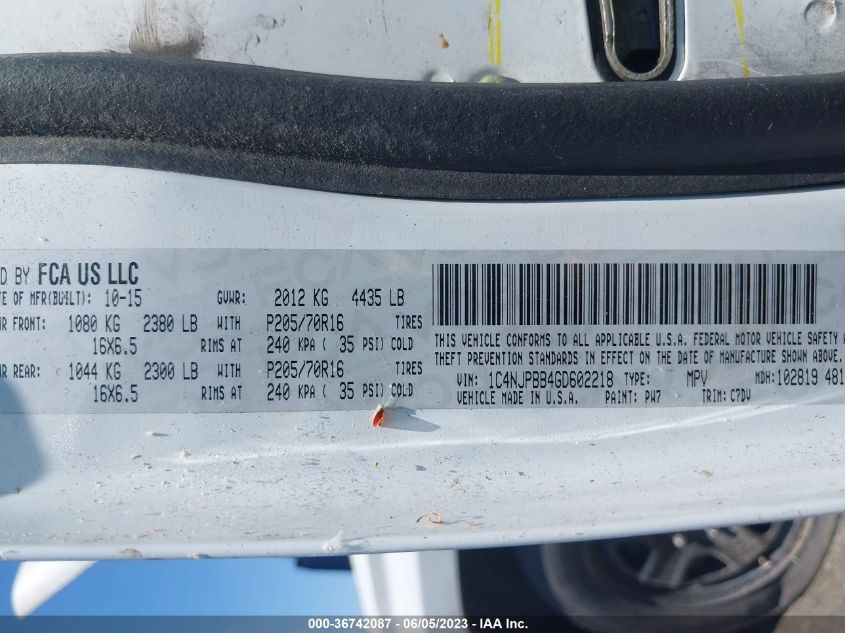 D BY FCA US LLC
TE OF MFR(BUILT): 10-15 GVWR: 2012 KG 4435 LB
R FRONT: 1080 KG 2380 LB WITH P205/70R16 TIRES
16X6.5 RIMS AT 240 KPA ( 35 PSI) COLD
R REAR: 1044 KG 2300 LB WITH P205/70R16 TIRES
16X6.5 RIMS AT 240 KPA ( 35 PSI) COLD
THIS VEHICLE CONFORMS TO ALL APPLICABLE U.S.A. FEDERAL MOTOR VEHICLE SAFETY A
THEFT PREVENTION STANDARDS IN EFFECT ON THE DATE OF MANUFACTURE SHOWN ABOVE.
VIN: 1C4NJPBB4GD602218 TYPE: MPV MDH:102819 481
VEHICLE MADE IN U.S.A. PAINT: PW7 TRIM: C7DV
000-36742087 - 06/05/2023 - IAA Inc.